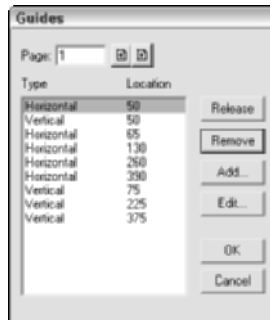 Guides
Page: 1
Type Location
Horizontal 50
Vertical 50
Horizontal 65
Horizontal 130
Horizontal 260
Horizontal 390
Vertical 75
Vertical 225
Vertical 375
Release
Remove
Add...
Edit...
OK
Cancel